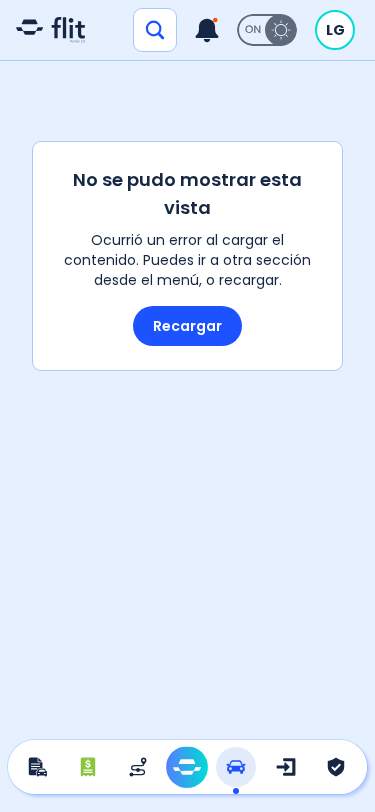 flit
ON
LG
No se pudo mostrar esta
vista
Ocurrió un error al cargar el
contenido. Puedes ir a otra sección
desde el menú, o recargar.
Recargar
$